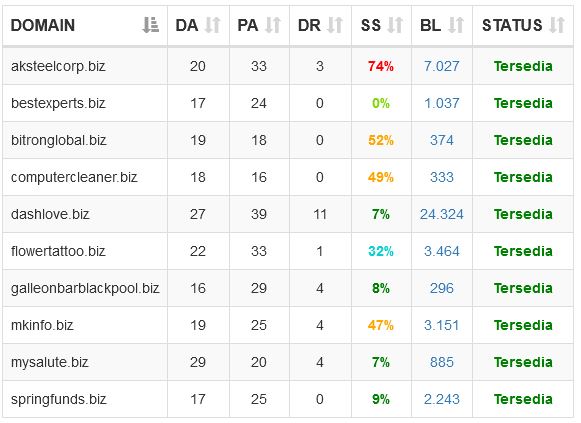 DOMAIN DA PA DR SS BL STATUS
aksteelcorp.biz 20 33 3 74% 7.027 Tersedia
bestexperts.biz 17 24 0 0% 1.037 Tersedia
bitronglobal.biz 19 18 0 52% 374 Tersedia
computercleaner.biz 18 16 0 49% 333 Tersedia
dashlove.biz 27 39 11 7% 24.324 Tersedia
flowertattoo.biz 22 33 1 32% 3.464 Tersedia
galleonbarblackpool.biz 16 29 4 8% 296 Tersedia
mkinfo.biz 19 25 4 47% 3.151 Tersedia
mysalute.biz 29 20 4 7% 885 Tersedia
springfunds.biz 17 25 0 9% 2.243 Tersedia